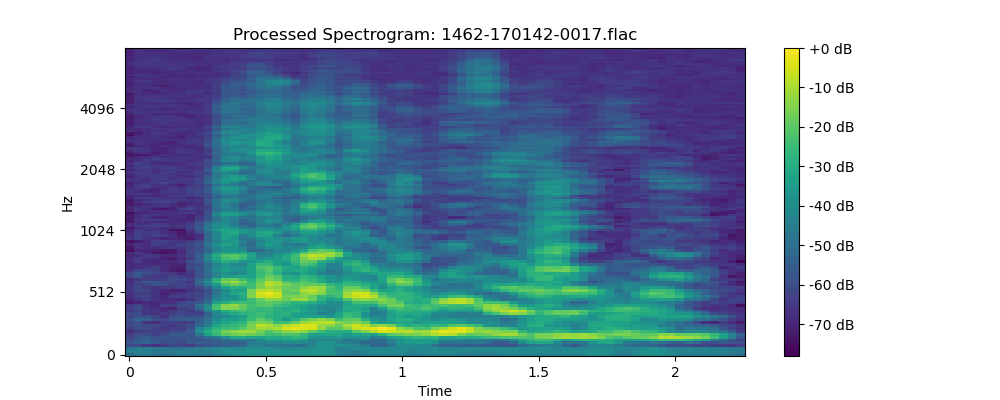 Processed Spectrogram: 1462-170142-0017.flac
+0 dB
-10 dB
-20 dB
-30 dB
-40 dB
-50 dB
-60 dB
-70 dB
4096
2048
1024
512
0
Hz
0 0.5 1 1.5 2
Time